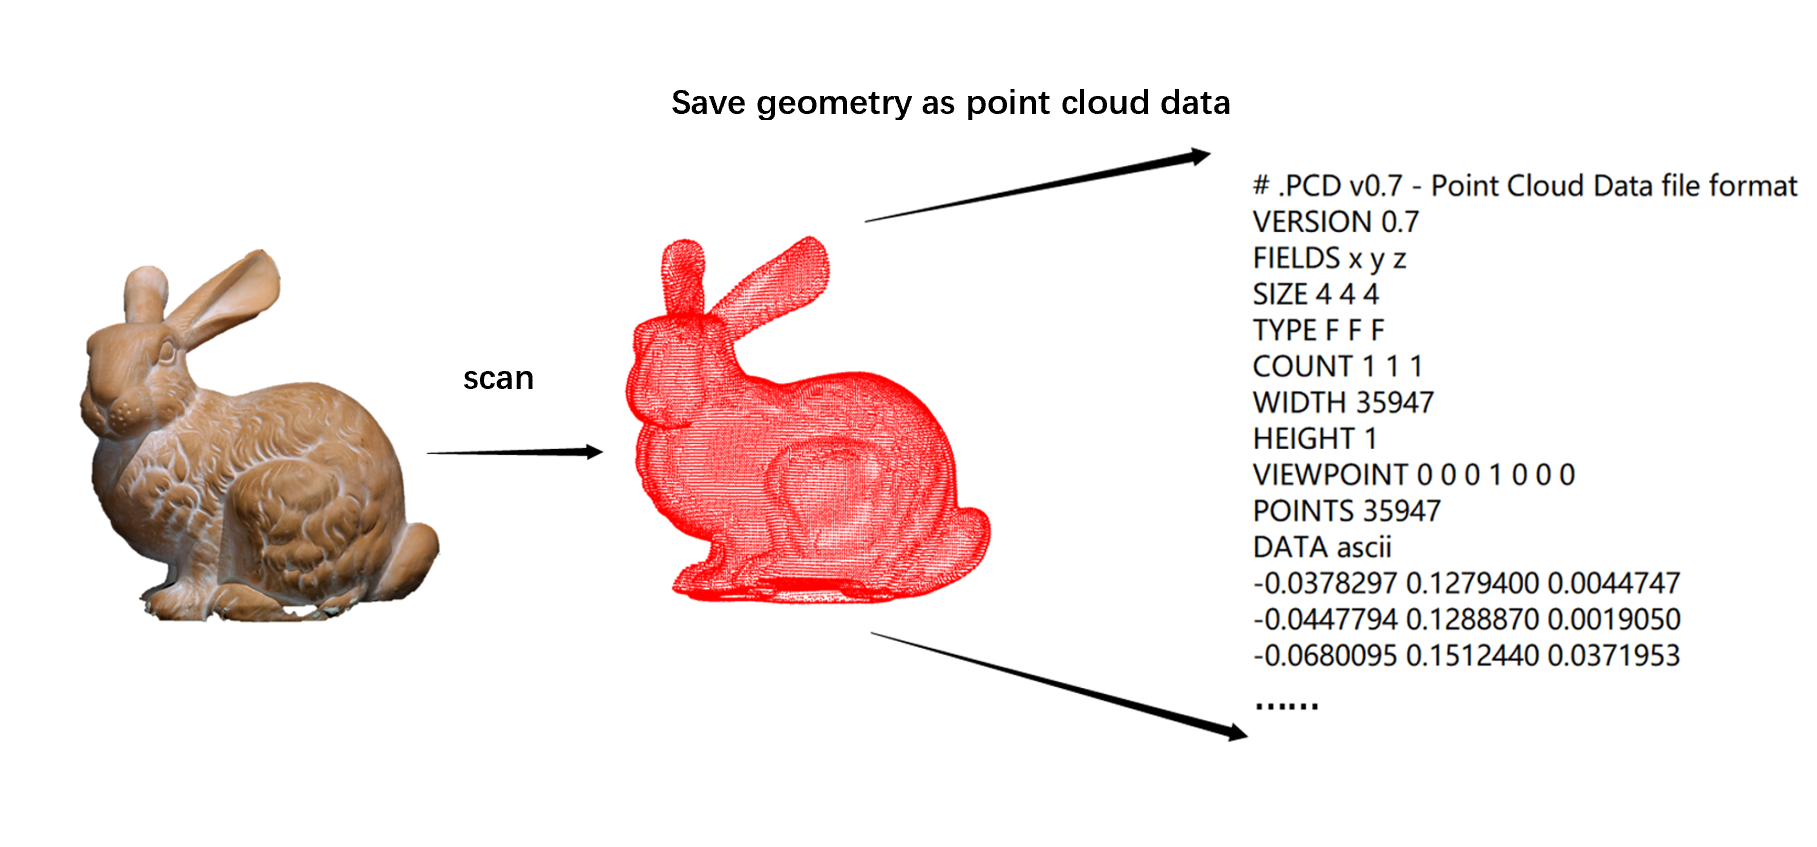 Save geometry as point cloud data
scan
# .PCD v0.7 - Point Cloud Data file format
VERSION 0.7
FIELDS x y z
SIZE 4 4 4
TYPE F F F
COUNT 1 1 1
WIDTH 35947
HEIGHT 1
VIEWPOINT 0 0 0 1 0 0 0
POINTS 35947
DATA ascii
-0.0378297 0.1279400 0.0044747
-0.0447794 0.1288870 0.0019050
-0.0680095 0.1512440 0.0371953
......